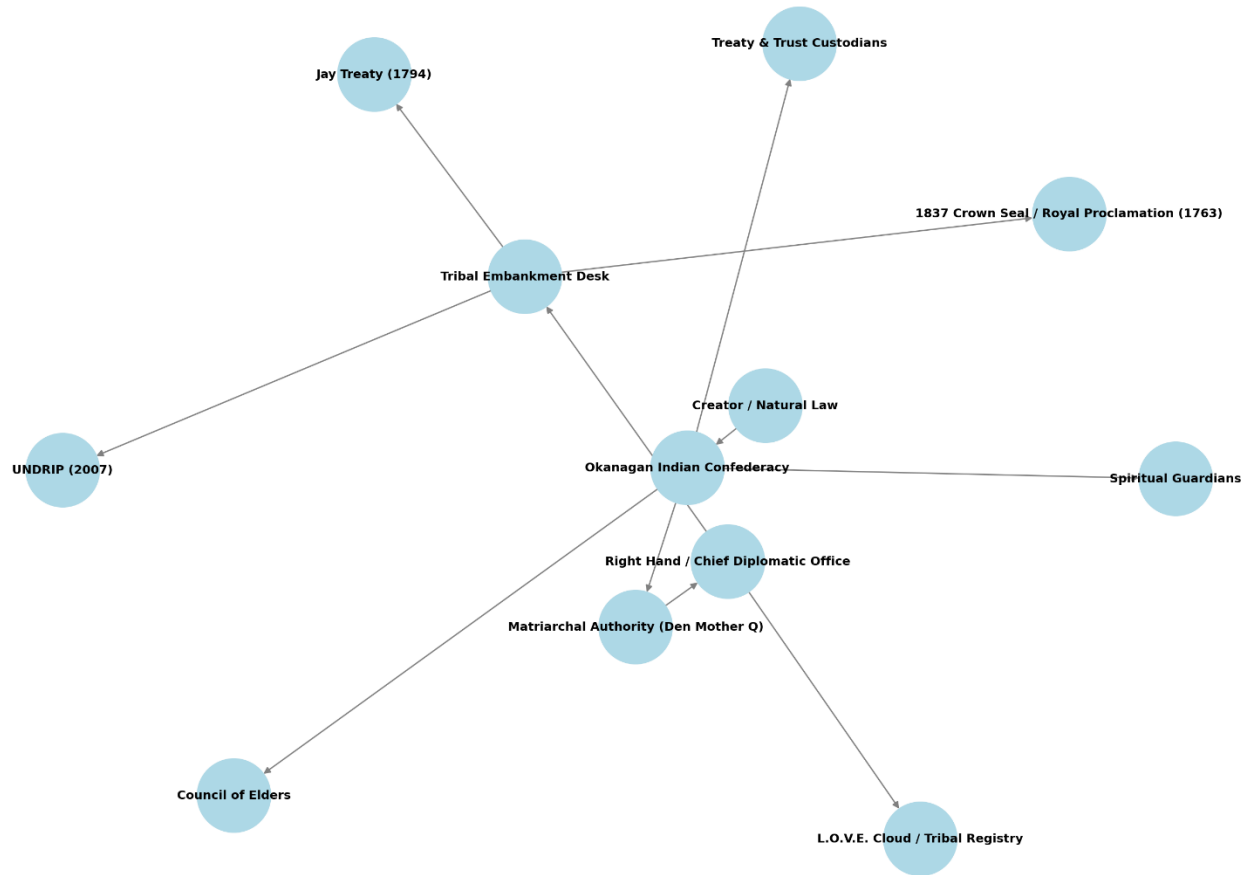 Treaty & Trust Custodians
Jay Treaty (1794)
1837 Crown Seal / Royal Proclamation (1763)
Tribal Embankment Desk
Creator / Natural Law
Okanagan Indian Confederacy
UNDRIP (2007)
Spiritual Guardians
Right Hand / Chief Diplomatic Office
Matriarchal Authority (Den Mother Q)
Council of Elders
L.O.V.E. Cloud / Tribal Registry